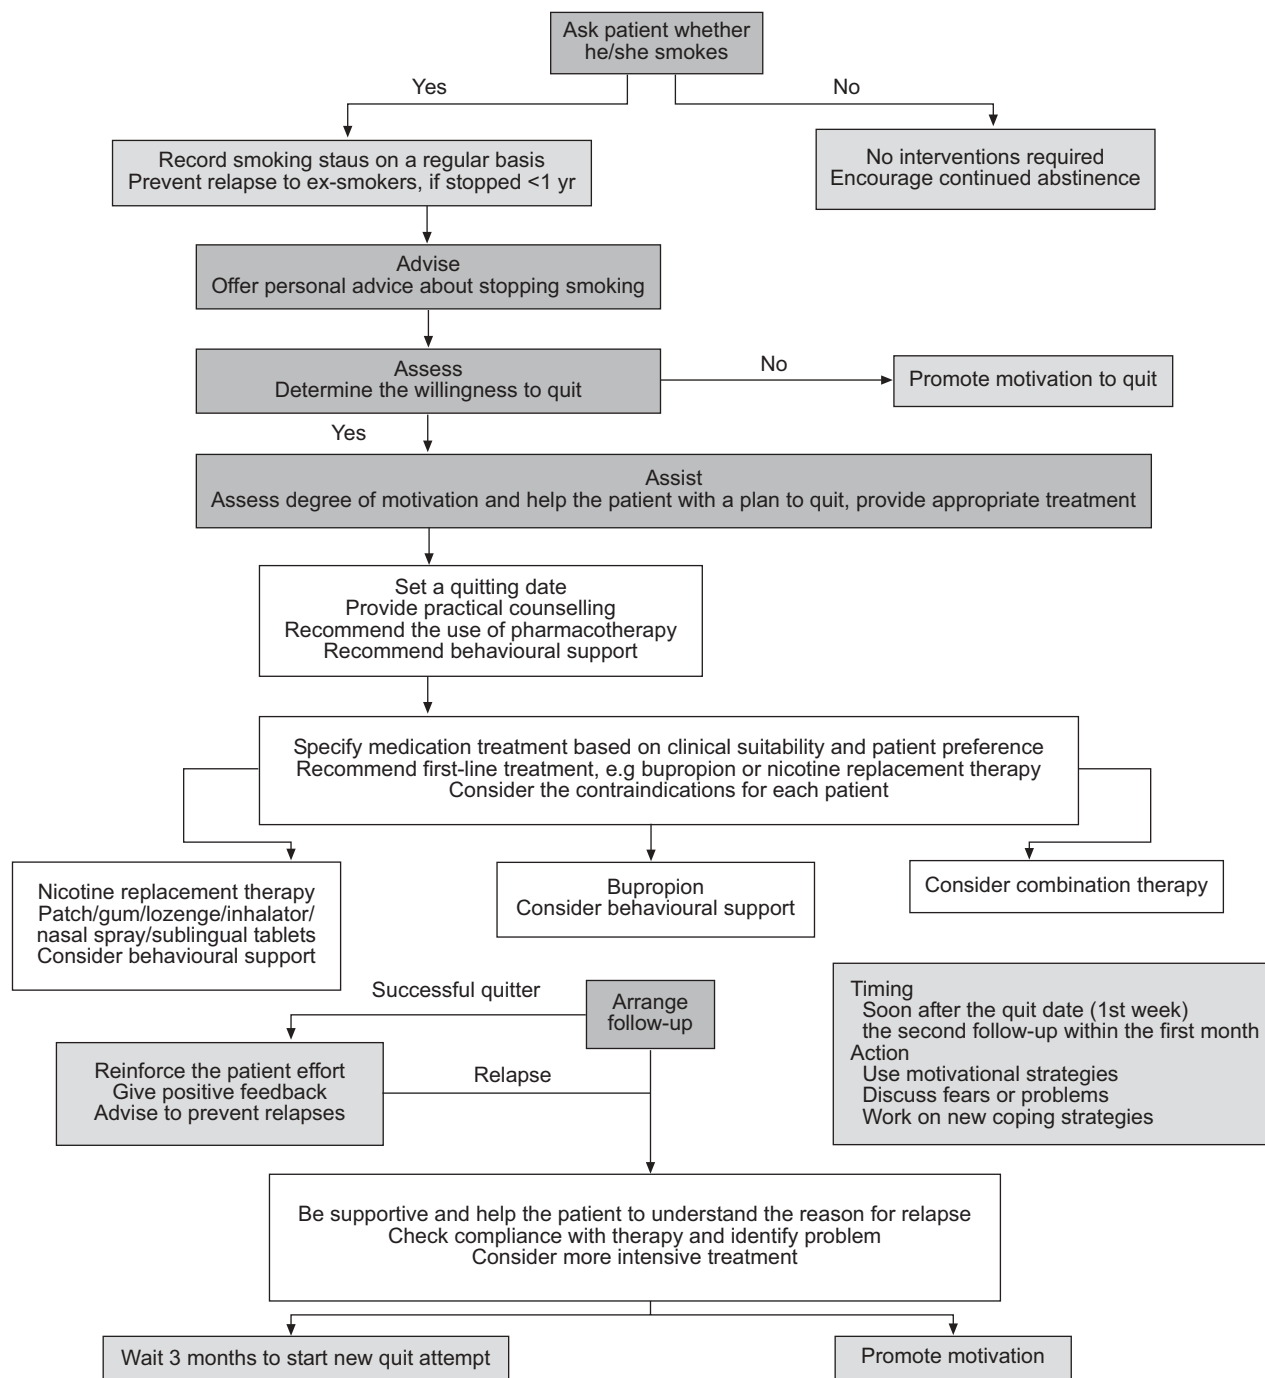 Ask patient whether
he/she smokes
Yes
No
Record smoking staus on a regular basis
Prevent relapse to ex-smokers, if stopped <1 yr
No interventions required
Encourage continued abstinence
Advise
Offer personal advice about stopping smoking
Assess
Determine the willingness to quit
No
Promote motivation to quit
Yes
Assist
Assess degree of motivation and help the patient with a plan to quit, provide appropriate treatment
Set a quitting date
Provide practical counselling
Recommend the use of pharmacotherapy
Recommend behavioural support
Specify medication treatment based on clinical suitability and patient preference
Recommend first-line treatment, e.g bupropion or nicotine replacement therapy
Consider the contraindications for each patient
Nicotine replacement therapy
Patch/gum/lozenge/inhalator/
nasal spray/sublingual tablets
Consider behavioural support
Bupropion
Consider behavioural support
Consider combination therapy
Successful quitter
Arrange
follow-up
Timing
Soon after the quit date (1st week)
the second follow-up within the first month
Action
Use motivational strategies
Discuss fears or problems
Work on new coping strategies
Reinforce the patient effort
Give positive feedback
Advise to prevent relapses
Relapse
Be supportive and help the patient to understand the reason for relapse
Check compliance with therapy and identify problem
Consider more intensive treatment
Wait 3 months to start new quit attempt
Promote motivation